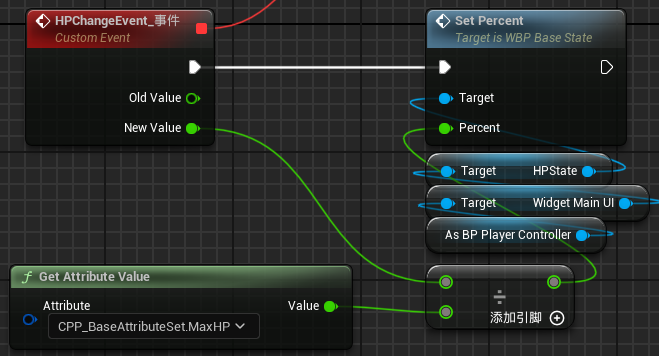 HPChangeEvent_事件
Custom Event
Old Value
New Value
Set Percent
Target is WBP Base State
Target
Percent
Target HPState
Target Widget Main UI
As BP Player Controller
÷
添加引脚
f Get Attribute Value
Attribute
CPP_BaseAttributeSet.MaxHP
Value